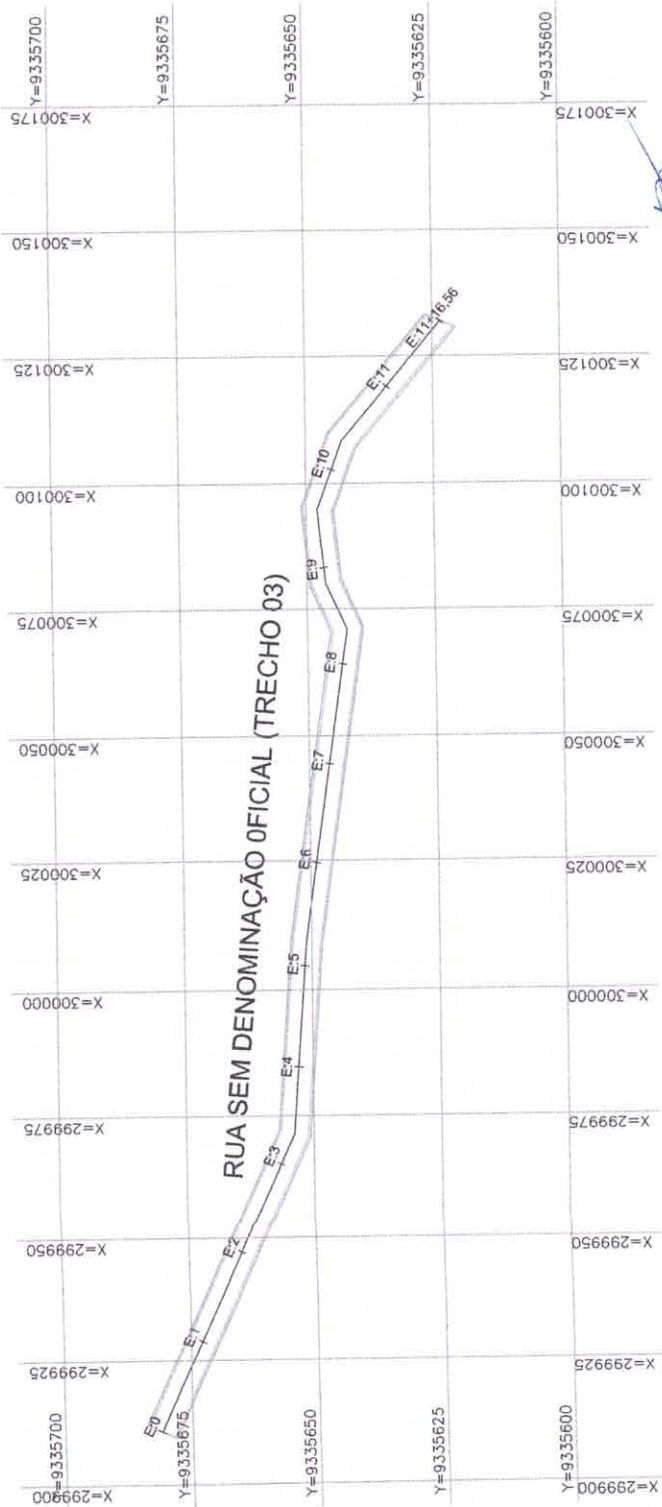 Y=9335700
Y=9335675
Y=9335650
Y=9335625
Y=9335600
X=300175
X=300175
X=300150
X=300150
X=300125
X=300125
X=300100
X=300100
X=300075
X=300075
X=300050
X=300050
X=300025
X=300025
X=300000
X=300000
X=299975
X=299975
X=299950
X=299950
X=299925
X=299925
X=299900
X=299900
RUA SEM DENOMINAÇÃO 0FICIAL (TRECHO 03)
E:0
E:1
E:2
E:3
E:4
E:5
E:6
E:7
E:8
E:9
E:10
E:11
E:11+16,56
Y=9335700
Y=9335675
Y=9335650
Y=9335625
Y=9335600